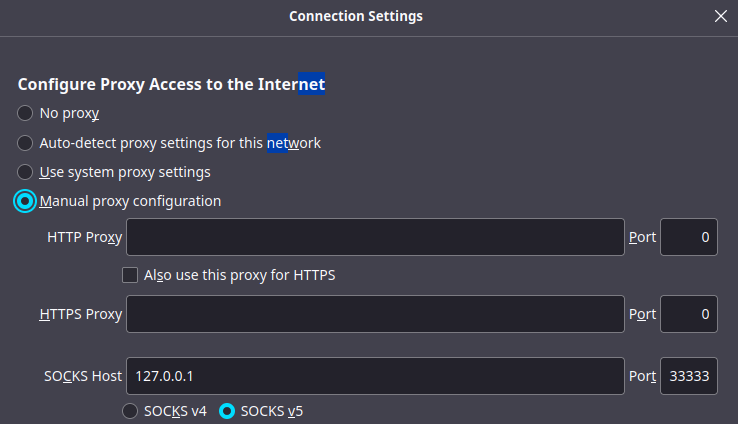 Connection Settings
Configure Proxy Access to the Internet
No proxy
Auto-detect proxy settings for this network
Use system proxy settings
Manual proxy configuration
HTTP Proxy Port 0
Also use this proxy for HTTPS
HTTPS Proxy Port 0
SOCKS Host 127.0.0.1 Port 33333
SOCKS v4 SOCKS v5